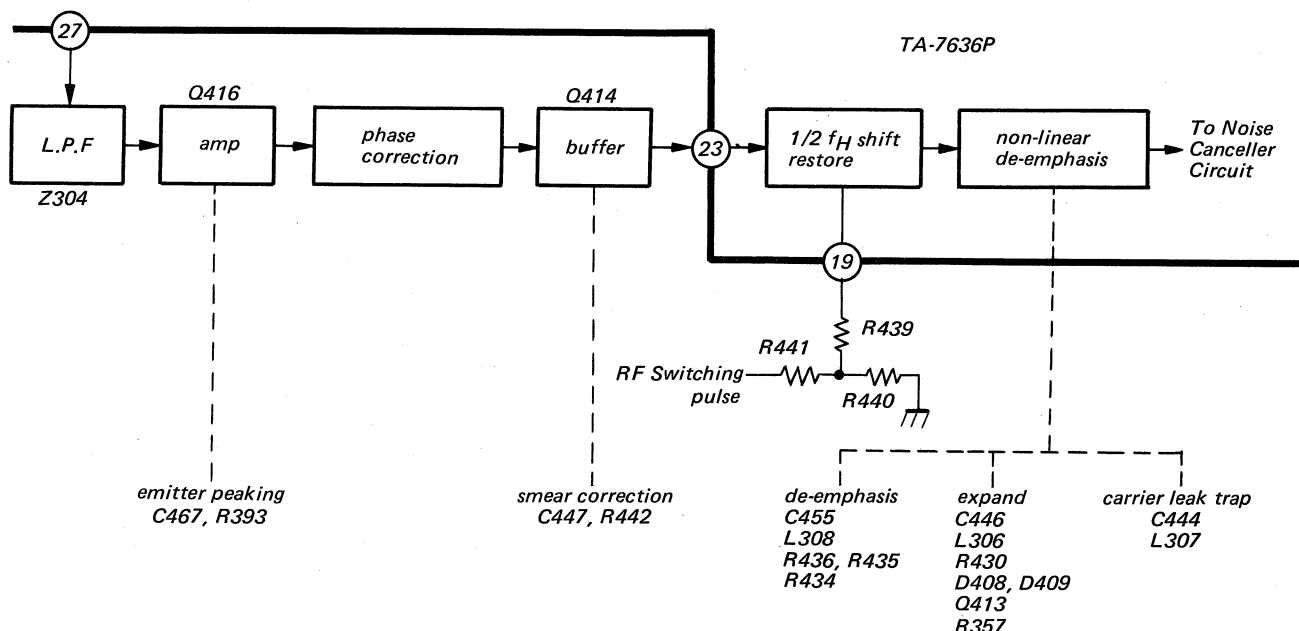 27
TA-7636P
Q416
Q414
L.P.F
amp
phase
correction
buffer
23
1/2 fH shift
restore
non-linear
de-emphasis
To Noise
Canceller
Circuit
Z304
19
R439
R441
RF Switching
pulse
R440
emitter peaking
C467, R393
smear correction
C447, R442
de-emphasis
C455
L308
R436, R435
R434
expand
C446
L306
R430
D408, D409
Q413
R357
carrier leak trap
C444
L307